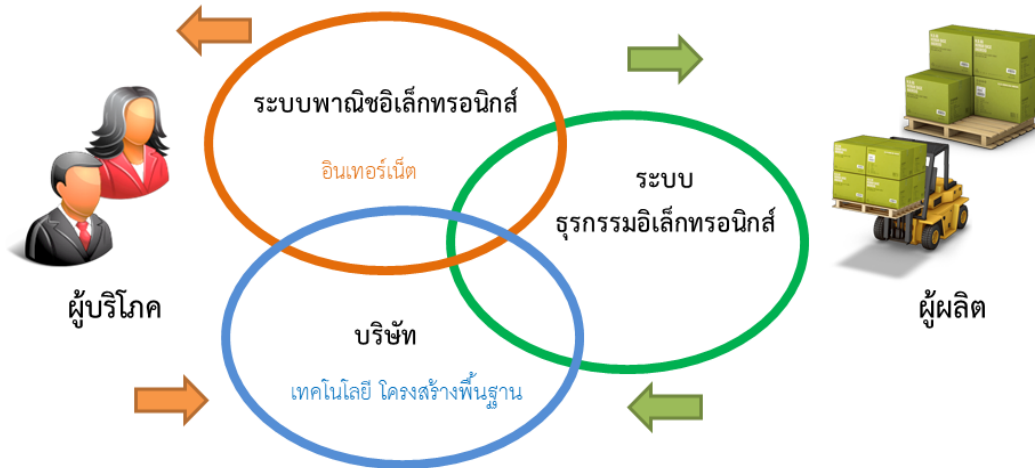 ระบบพาณิชอิเล็กทรอนิกส์
อินเทอร์เน็ต
ระบบ
ธุรกรรมอิเล็กทรอนิกส์
ผู้บริโภค
ผู้ผลิต
บริษัท
เทคโนโลยี โครงสร้างพื้นฐาน